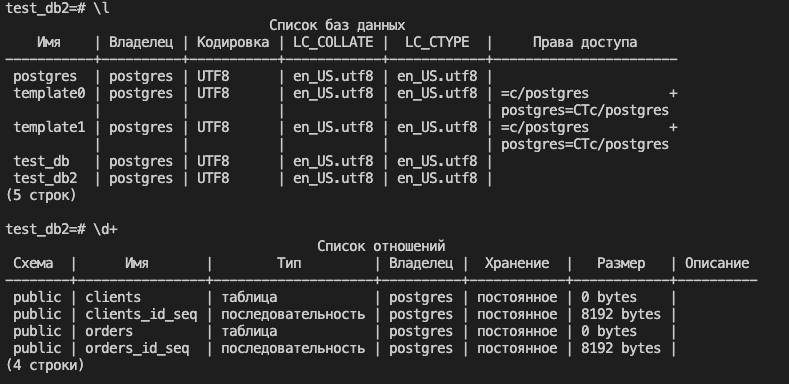 test_db2=# \l
Список баз данных
Имя | Владелец | Кодировка | LC_COLLATE | LC_CTYPE | Права доступа
-----------+----------+-----------+------------+------------+-----------------------
postgres | postgres | UTF8 | en_US.utf8 | en_US.utf8 |
template0 | postgres | UTF8 | en_US.utf8 | en_US.utf8 | =c/postgres +
| | | | | postgres=CTc/postgres
template1 | postgres | UTF8 | en_US.utf8 | en_US.utf8 | =c/postgres +
| | | | | postgres=CTc/postgres
test_db | postgres | UTF8 | en_US.utf8 | en_US.utf8 |
test_db2 | postgres | UTF8 | en_US.utf8 | en_US.utf8 |
(5 строк)
test_db2=# \d+
Список отношений
Схема | Имя | Тип | Владелец | Хранение | Размер | Описание
--------+----------------+--------------------+----------+------------+------------+----------
public | clients | таблица | postgres | постоянное | 0 bytes |
public | clients_id_seq | последовательность | postgres | постоянное | 8192 bytes |
public | orders | таблица | postgres | постоянное | 0 bytes |
public | orders_id_seq | последовательность | postgres | постоянное | 8192 bytes |
(4 строки)